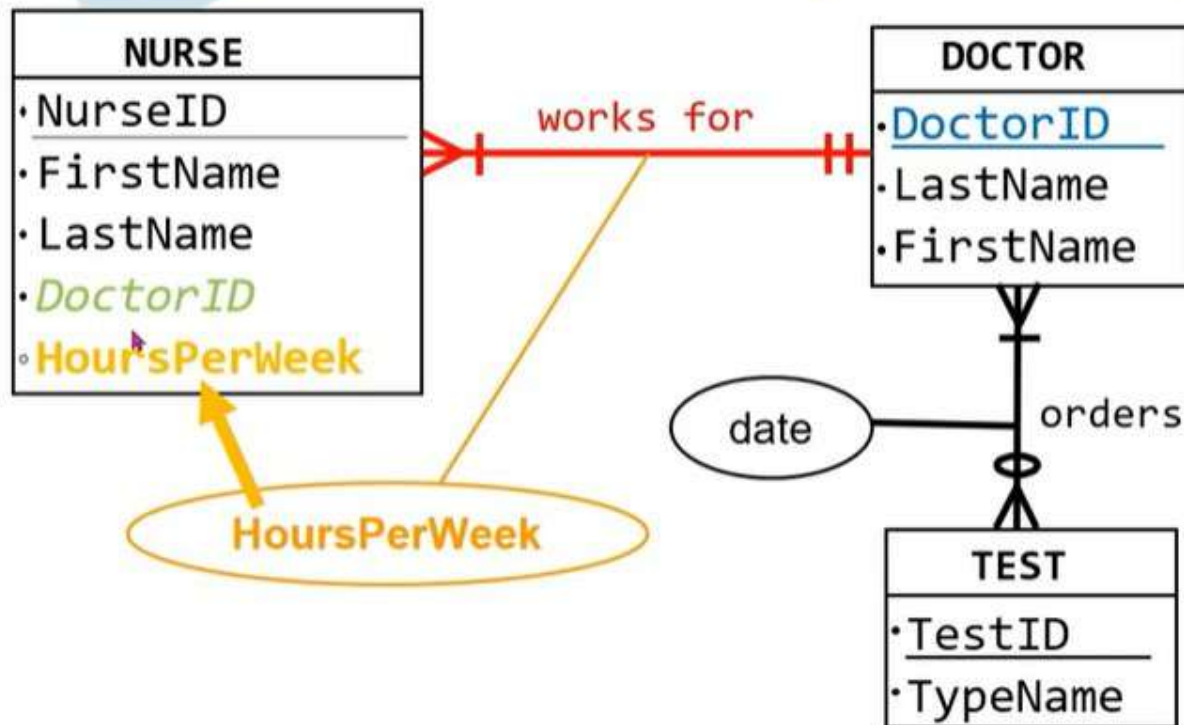 NURSE
NurseID
FirstName
LastName
DoctorID
HoursPerWeek
works for
DOCTOR
DoctorID
LastName
FirstName
date
orders
HoursPerWeek
TEST
TestID
TypeName